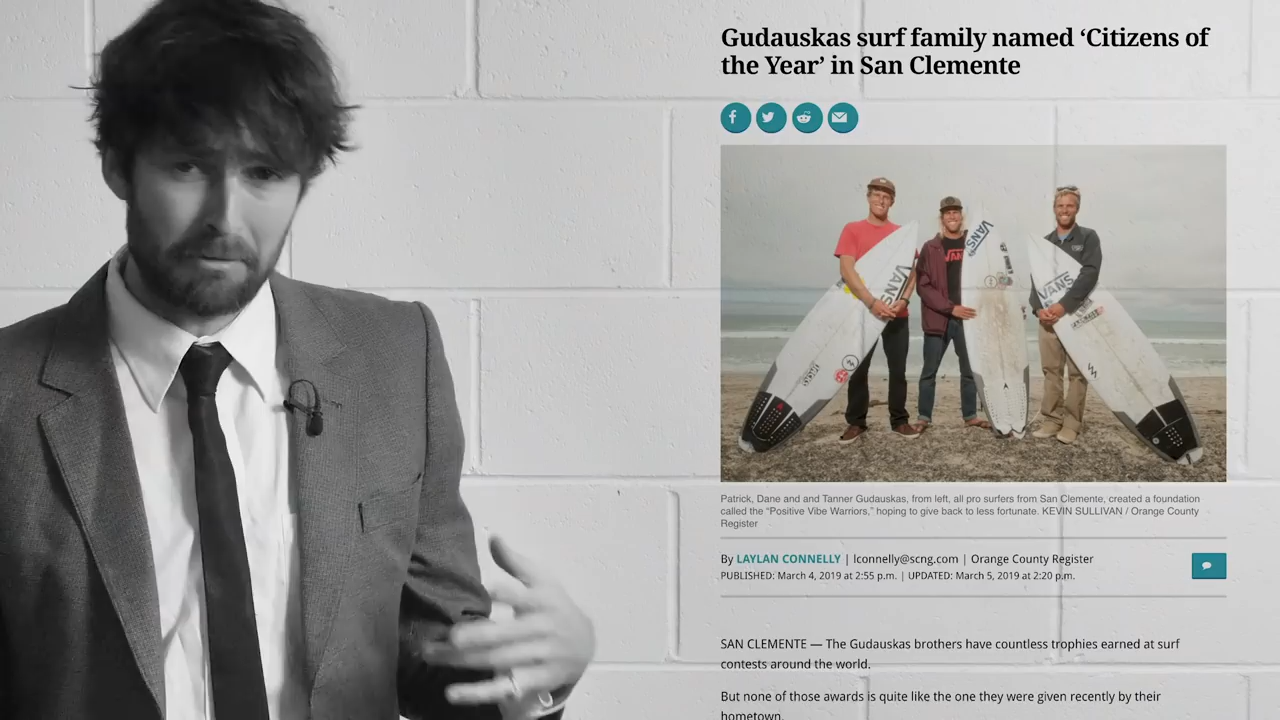 Gudauskas surf family named ‘Citizens of
the Year’ in San Clemente
VANS
VANS
VANS
VANS
Patrick, Dane and and Tanner Gudauskas, from left, all pro surfers from San Clemente, created a foundation
called the “Positive Vibe Warriors,” hoping to give back to less fortunate. KEVIN SULLIVAN / Orange County
Register
By LAYLAN CONNELLY | lconnelly@scng.com | Orange County Register
PUBLISHED: March 4, 2019 at 2:55 p.m. | UPDATED: March 5, 2019 at 2:20 p.m.
SAN CLEMENTE — The Gudauskas brothers have countless trophies earned at surf
contests around the world.
But none of those awards is quite like the one they were given recently by their
hometown.